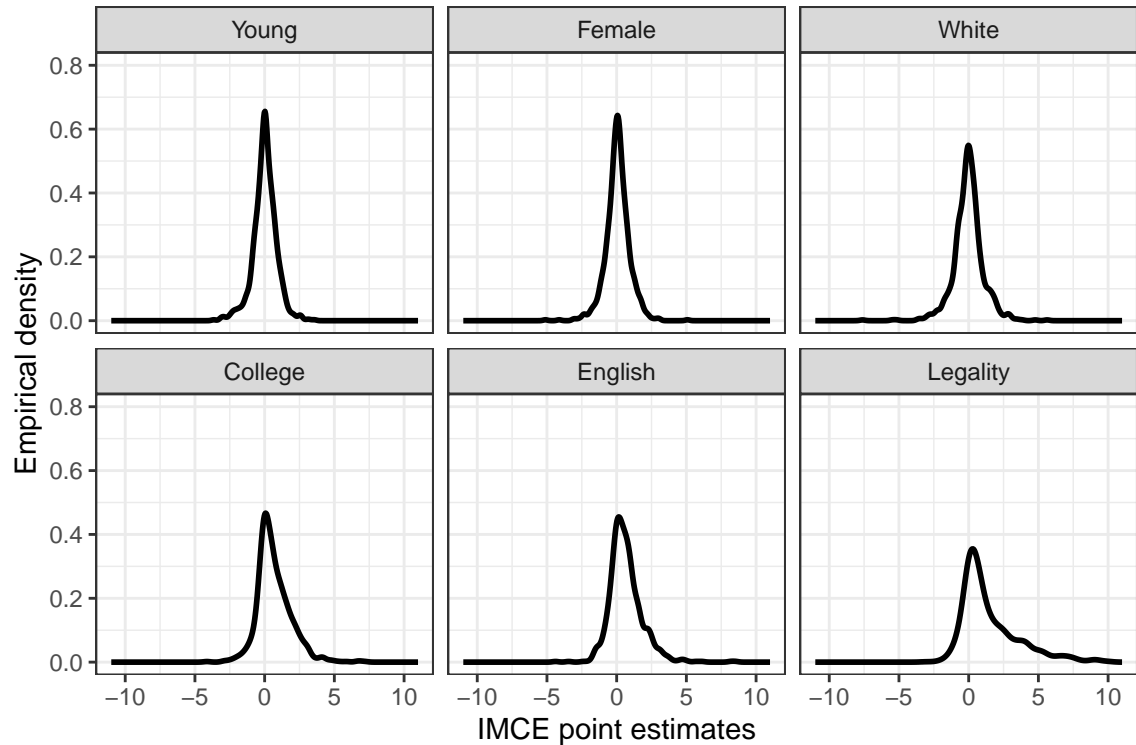 Young Female White
Empirical density
0.8
0.6
0.4
0.2
0.0
College English Legality
0.8
0.6
0.4
0.2
0.0
−10 −5 0 5 10 −10 −5 0 5 10 −10 −5 0 5 10
IMCE point estimates